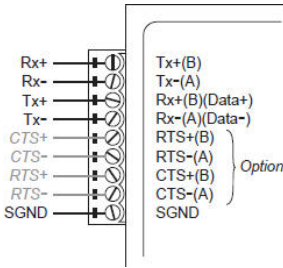 Rx+ Tx+(B)
Rx- Tx-(A)
Tx+ Rx+(B)(Data+)
Tx- Rx-(A)(Data-)
CTS+ RTS+(B)
CTS- RTS-(A)
RTS+ CTS+(B)
RTS- CTS-(A)
Option
SGND SGND